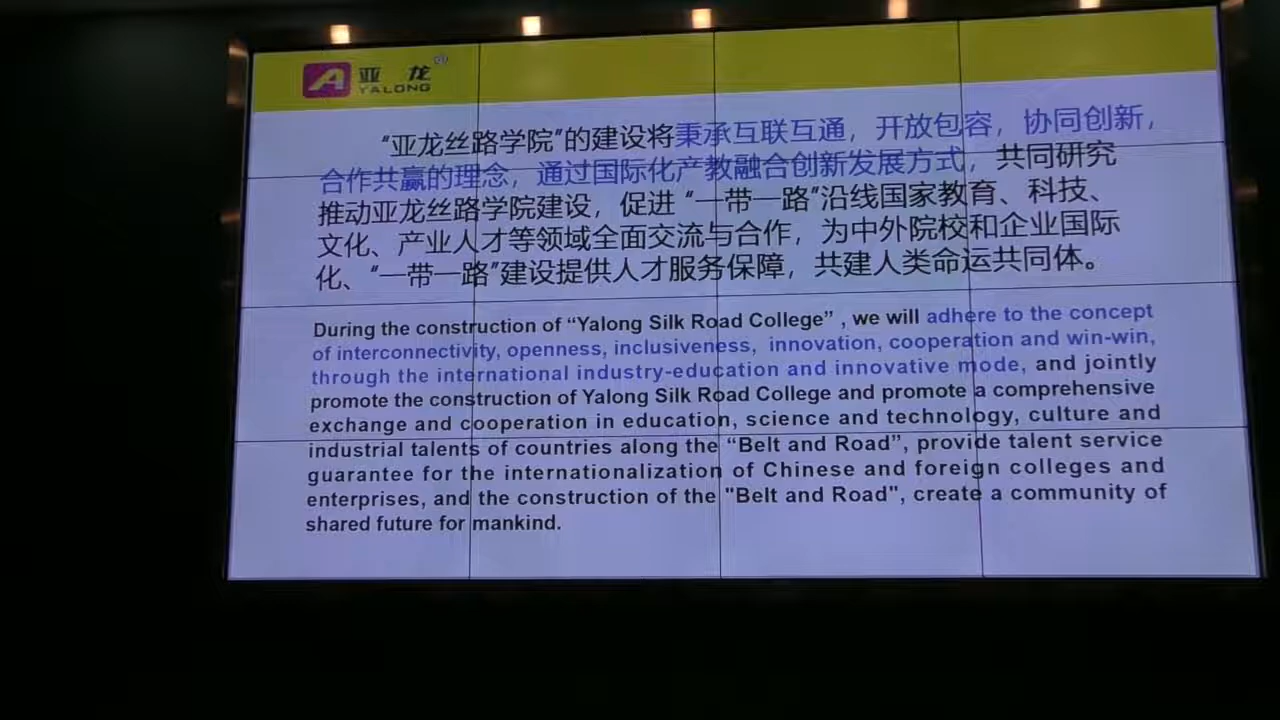 亚龙®
YALONG
“亚龙丝路学院”的建设将秉承互联互通，开放包容，协同创新，
合作共赢的理念，通过国际化产教融合创新发展方式，共同研究
推动亚龙丝路学院建设，促进 “一带一路”沿线国家教育、科技、
文化、产业人才等领域全面交流与合作，为中外院校和企业国际
化、“一带一路”建设提供人才服务保障，共建人类命运共同体。
During the construction of “Yalong Silk Road College” , we will adhere to the concept
of interconnectivity, openness, inclusiveness, innovation, cooperation and win-win,
through the international industry-education and innovative mode, and jointly
promote the construction of Yalong Silk Road College and promote a comprehensive
exchange and cooperation in education, science and technology, culture and
industrial talents of countries along the “Belt and Road”, provide talent service
guarantee for the internationalization of Chinese and foreign colleges and
enterprises, and the construction of the "Belt and Road", create a community of
shared future for mankind.